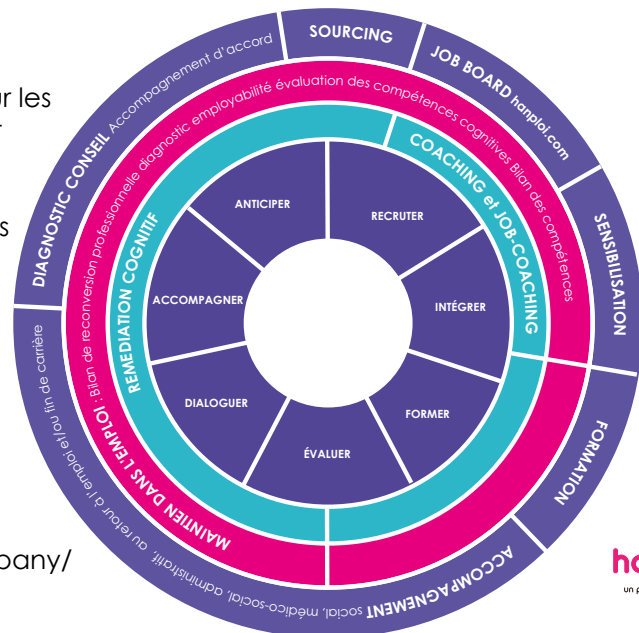 ur les
s
pany/
DIAGNOSTIC CONSEIL Accompagnement d'accord
SOURCING
JOB BOARD hanploi.com
SENSIBILISATION
FORMATION
ACCOMPAGNEMENT social, médico-social, administratif, au retour à l'emploi et/ou fin de carrière
MAINTIEN DANS L'EMPLOI : Bilan de reconversion professionnelle diagnostic employabilité évaluation des compétences cognitives Bilan des compétences
REMEDIATION COGNITIF
COACHING et JOB-COACHING
ANTICIPER
RECRUTER
INTÉGRER
FORMER
ÉVALUER
DIALOGUER
ACCOMPAGNER
ha
un p